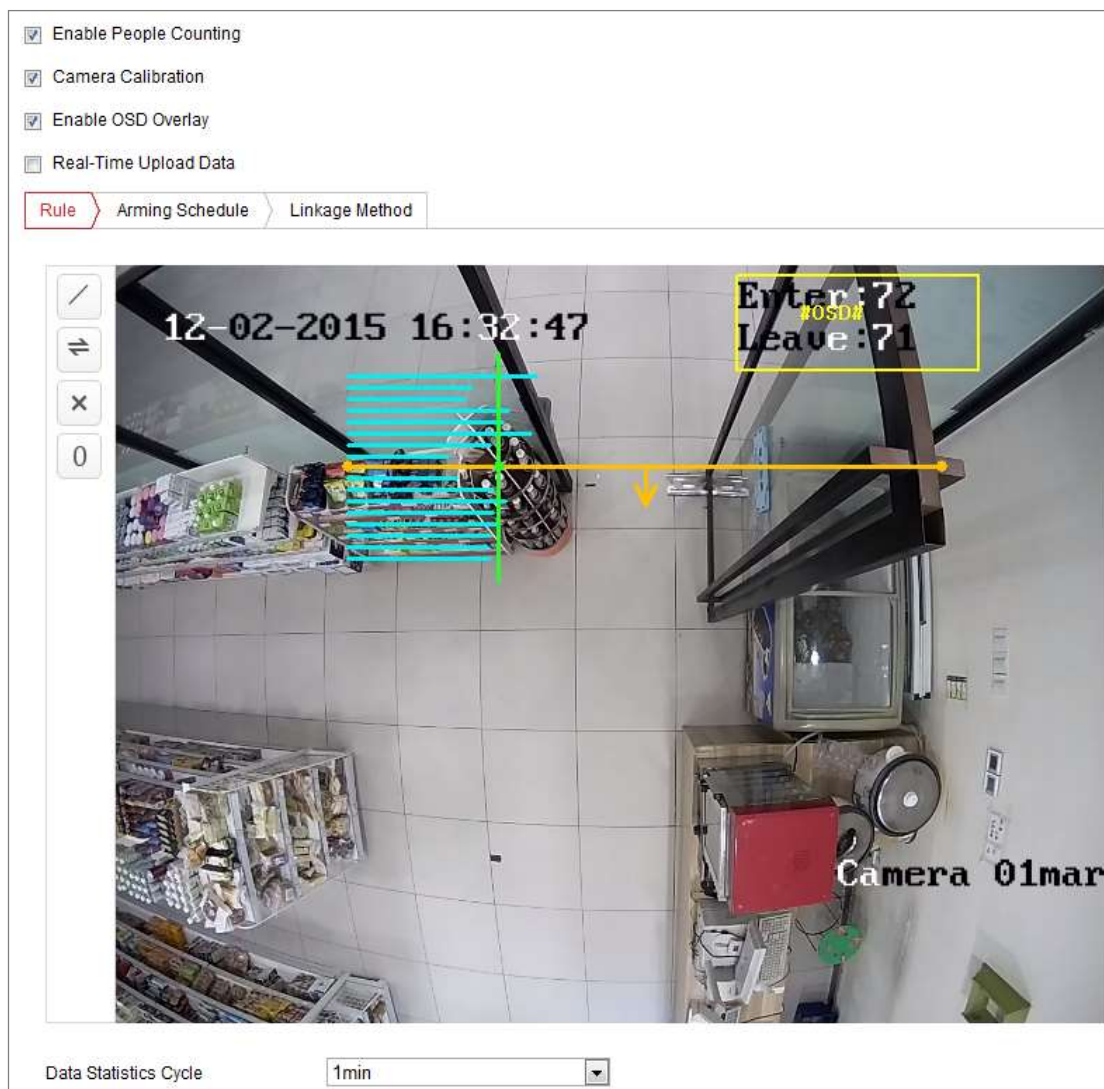 Enable People Counting
Camera Calibration
Enable OSD Overlay
Real-Time Upload Data
Rule
Arming Schedule
Linkage Method
12-02-2015 16:32:47
Enter:72
#OSD#
Leave:71
0
Camera 01mar
Data Statistics Cycle
1min